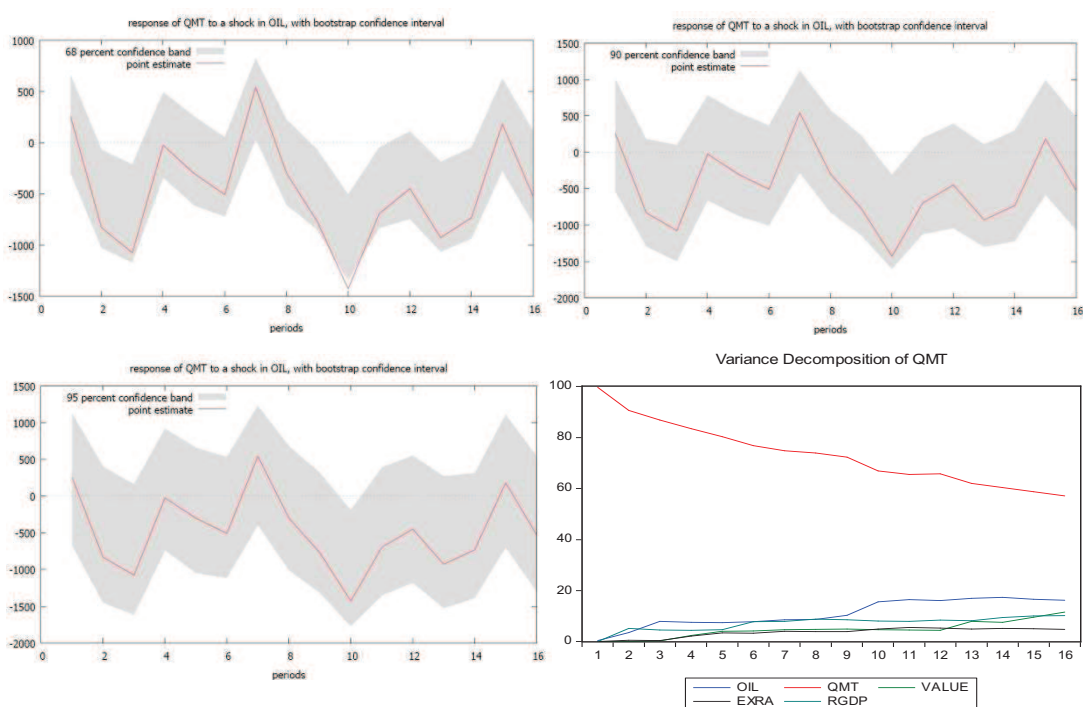 response of QMT to a shock in OIL, with bootstrap confidence interval
1000
68 percent confidence band
point estimate
500
0
-500
-1000
-1500
0 2 4 6 8 10 12 14 16
periods
response of QMT to a shock in OIL, with bootstrap confidence interval
1500
90 percent confidence band
point estimate
1000
500
0
-500
-1000
-1500
-2000
0 2 4 6 8 10 12 14 16
periods
response of QMT to a shock in OIL, with bootstrap confidence interval
1500
95 percent confidence band
point estimate
1000
500
0
-500
-1000
-1500
-2000
0 2 4 6 8 10 12 14 16
periods
Variance Decomposition of QMT
100
80
60
40
20
0
1 2 3 4 5 6 7 8 9 10 11 12 13 14 15 16
OIL QMT VALUE
EXRA RGDP